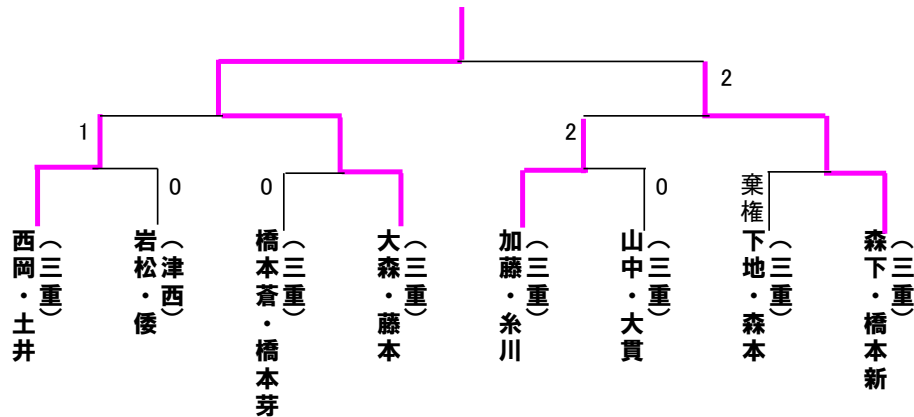 2
1
2
0
0
0
棄権
西岡・土井
(三重)
岩松・倭
(津西)
橋本蒼・橋本芽
(三重)
大森・藤本
(三重)
加藤・糸川
(三重)
山中・大貫
(三重)
下地・森本
(三重)
森下・橋本新
(三重)